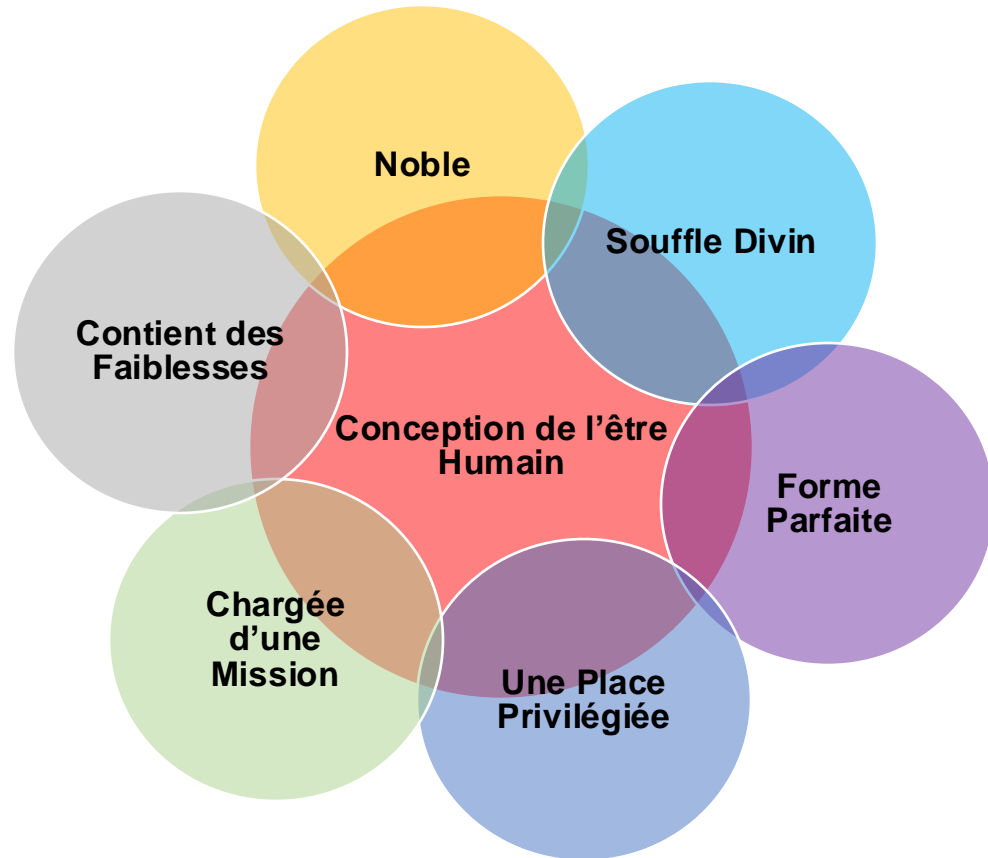 Noble
Souffle Divin
Contient des
Faiblesses
Conception de l’être
Humain
Forme
Parfaite
Chargée
d’une
Mission
Une Place
Privilégiée